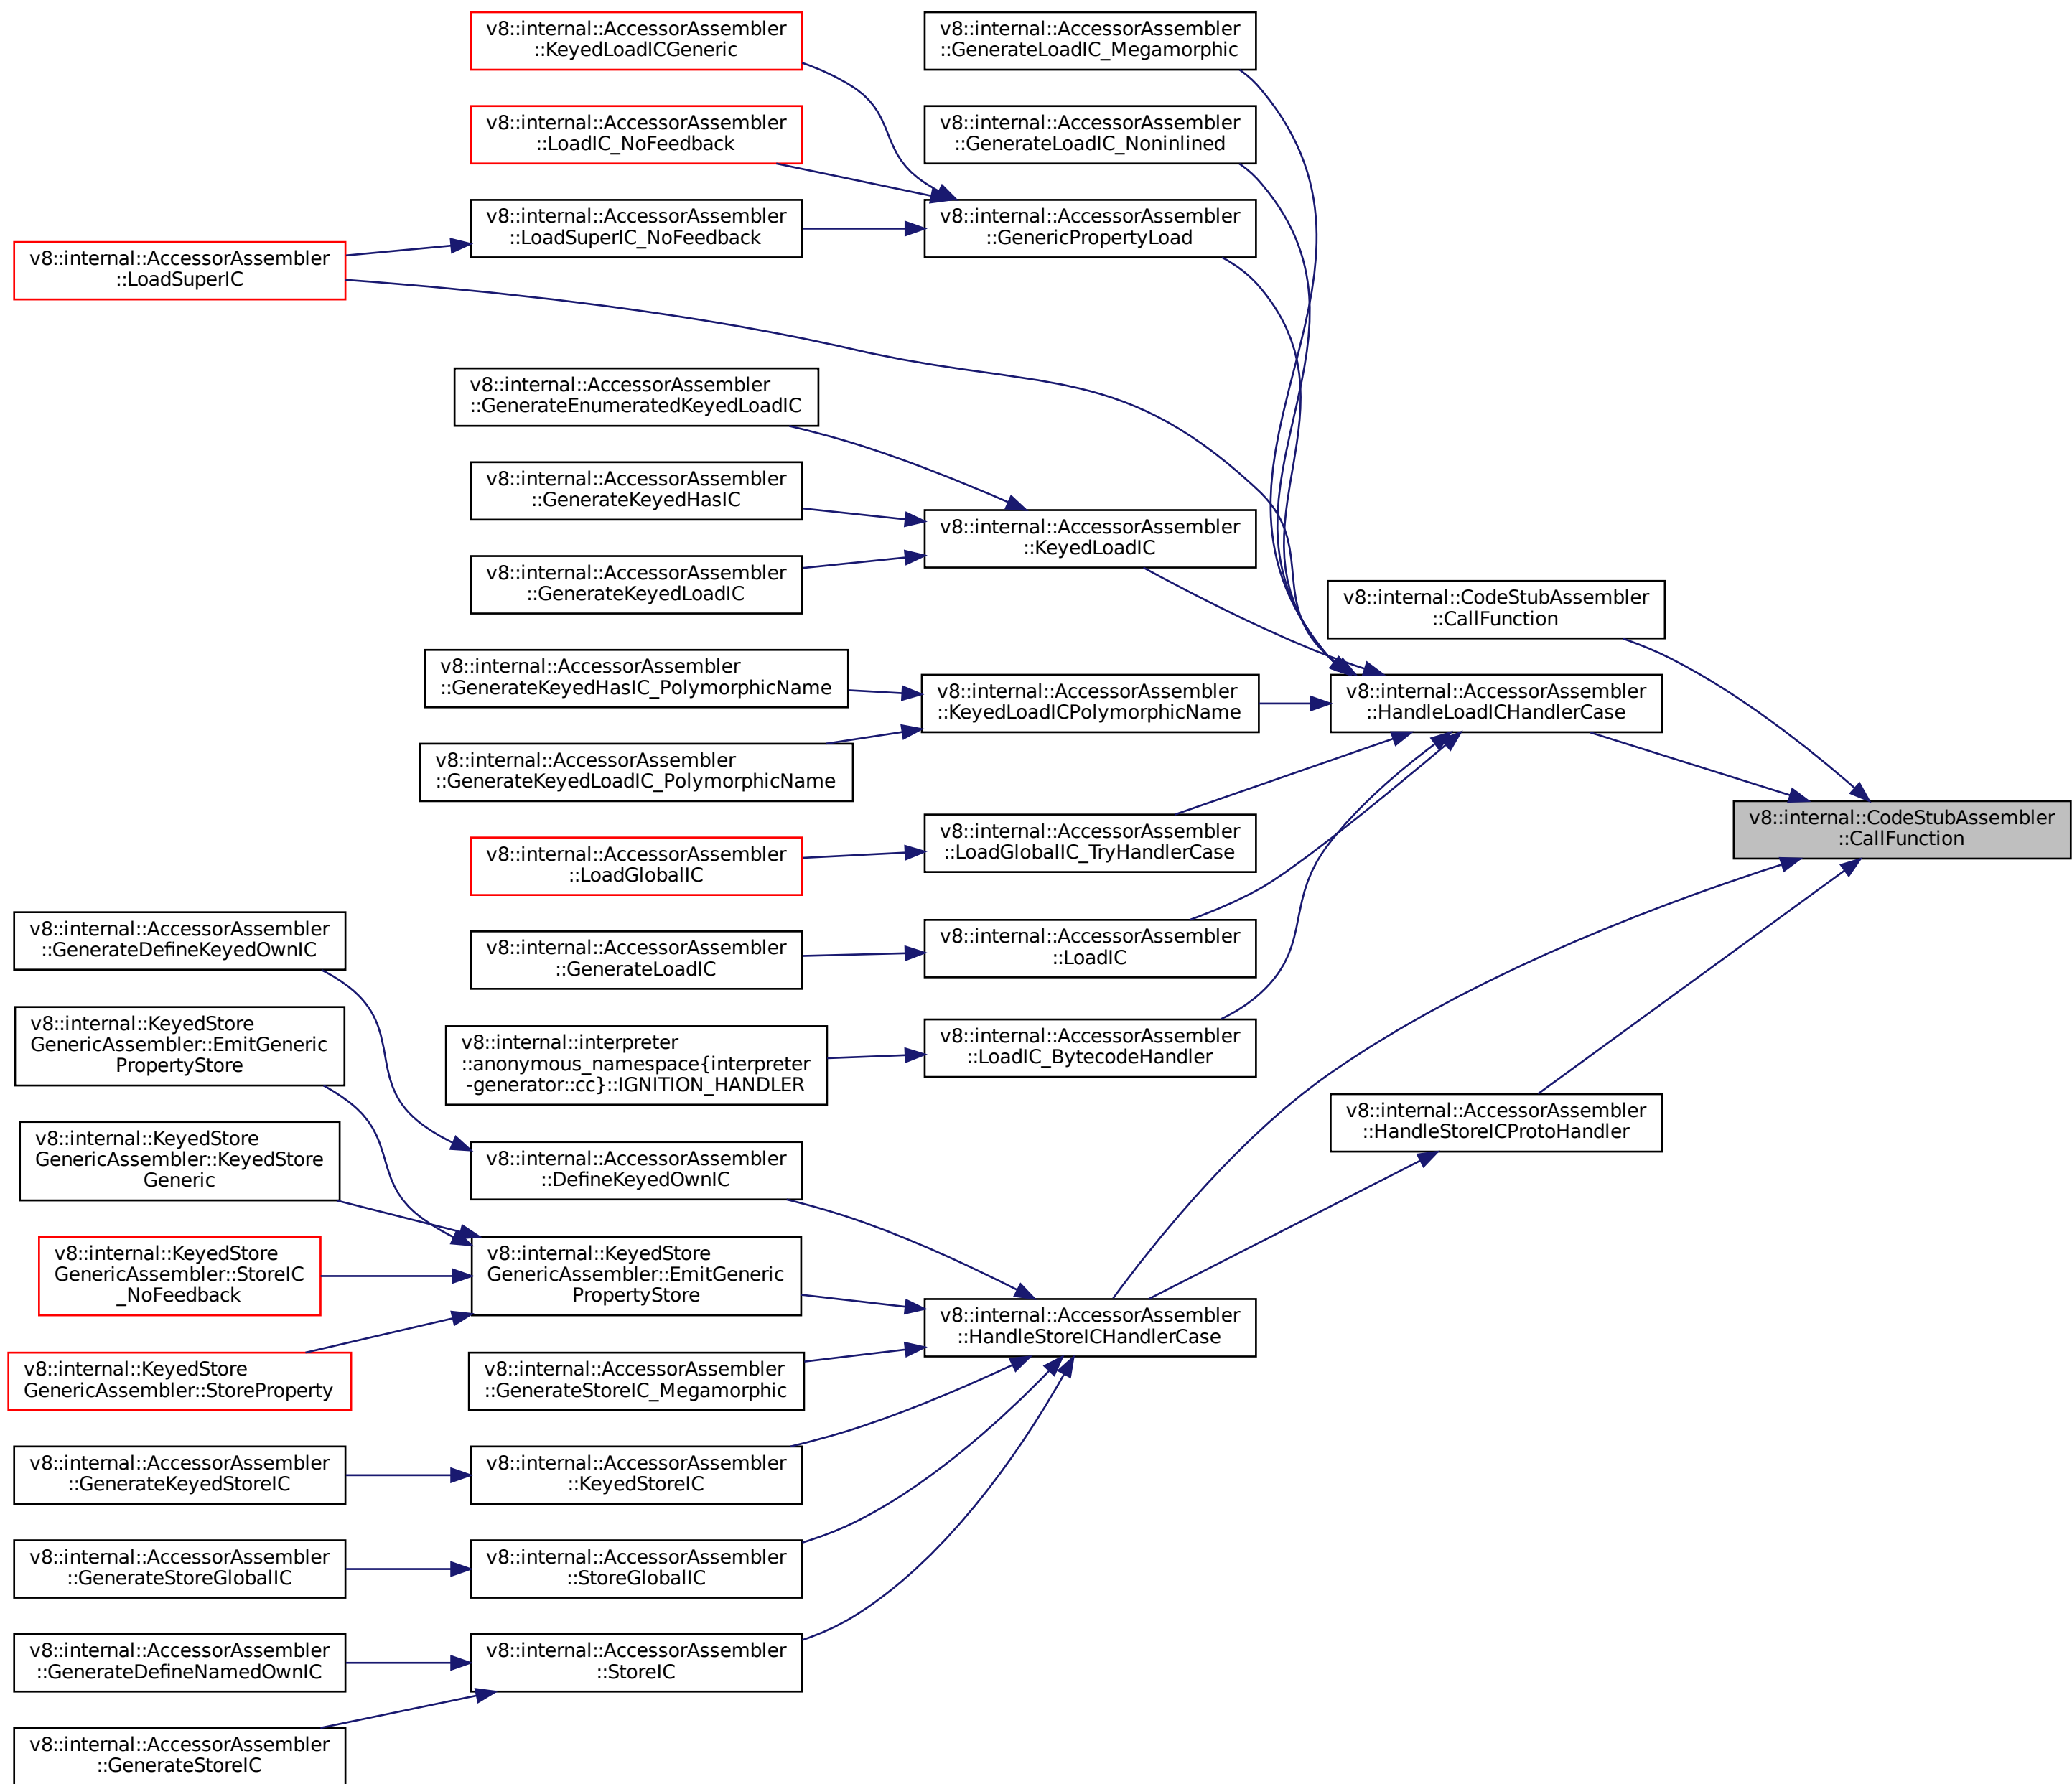 v8::internal::AccessorAssembler
::KeyedLoadICGeneric
v8::internal::AccessorAssembler
::GenerateLoadIC_Megamorphic
v8::internal::AccessorAssembler
::LoadIC_NoFeedback
v8::internal::AccessorAssembler
::GenerateLoadIC_Noninlined
v8::internal::AccessorAssembler
::LoadSuperIC_NoFeedback
v8::internal::AccessorAssembler
::GenericPropertyLoad
v8::internal::AccessorAssembler
::LoadSuperIC
v8::internal::AccessorAssembler
::GenerateEnumeratedKeyedLoadIC
v8::internal::AccessorAssembler
::GenerateKeyedHasIC
v8::internal::AccessorAssembler
::KeyedLoadIC
v8::internal::AccessorAssembler
::GenerateKeyedLoadIC
v8::internal::CodeStubAssembler
::CallFunction
v8::internal::AccessorAssembler
::GenerateKeyedHasIC_PolymorphicName
v8::internal::AccessorAssembler
::KeyedLoadICPolymorphicName
v8::internal::AccessorAssembler
::HandleLoadICHandlerCase
v8::internal::AccessorAssembler
::GenerateKeyedLoadIC_PolymorphicName
v8::internal::CodeStubAssembler
::CallFunction
v8::internal::AccessorAssembler
::LoadGlobalIC_TryHandlerCase
v8::internal::AccessorAssembler
::LoadGlobalIC
v8::internal::AccessorAssembler
::GenerateDefineKeyedOwnIC
v8::internal::AccessorAssembler
::GenerateLoadIC
v8::internal::AccessorAssembler
::LoadIC
v8::internal::KeyedStore
GenericAssembler::EmitGeneric
PropertyStore
v8::internal::interpreter
::anonymous_namespace{interpreter
-generator::cc}::IGNITION_HANDLER
v8::internal::AccessorAssembler
::LoadIC_BytecodeHandler
v8::internal::AccessorAssembler
::HandleStoreICProtoHandler
v8::internal::KeyedStore
GenericAssembler::KeyedStore
Generic
v8::internal::AccessorAssembler
::DefineKeyedOwnIC
v8::internal::KeyedStore
GenericAssembler::StoreIC
_NoFeedback
v8::internal::KeyedStore
GenericAssembler::EmitGeneric
PropertyStore
v8::internal::AccessorAssembler
::HandleStoreICHandlerCase
v8::internal::KeyedStore
GenericAssembler::StoreProperty
v8::internal::AccessorAssembler
::GenerateStoreIC_Megamorphic
v8::internal::AccessorAssembler
::GenerateKeyedStoreIC
v8::internal::AccessorAssembler
::KeyedStoreIC
v8::internal::AccessorAssembler
::GenerateStoreGlobalIC
v8::internal::AccessorAssembler
::StoreGlobalIC
v8::internal::AccessorAssembler
::GenerateDefineNamedOwnIC
v8::internal::AccessorAssembler
::StoreIC
v8::internal::AccessorAssembler
::GenerateStoreIC